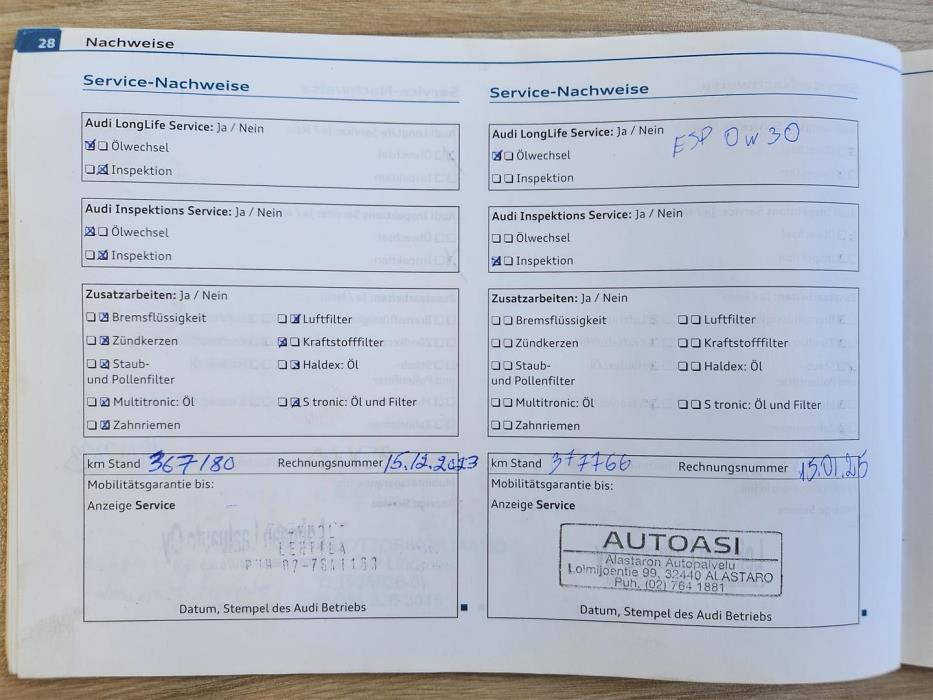 28 Nachweise
Service-Nachweise
Audi LongLife Service: Ja / Nein
Ölwechsel
Inspektion
Audi Inspektions Service: Ja / Nein
Ölwechsel
Inspektion
Zusatzarbeiten: Ja / Nein
Bremsflüssigkeit Luftfilter
Zündkerzen Kraftstofffilter
Staub- Haldex: Öl
und Pollenfilter
Multitronic: Öl S tronic: Öl und Filter
Zahnriemen
km Stand 367180 Rechnungsnummer 15.12.2023
Mobilitätsgarantie bis:
Anzeige Service
Datum, Stempel des Audi Betriebs
Service-Nachweise
Audi LongLife Service: Ja / Nein ESP 0w30
Ölwechsel
Inspektion
Audi Inspektions Service: Ja / Nein
Ölwechsel
Inspektion
Zusatzarbeiten: Ja / Nein
Bremsflüssigkeit Luftfilter
Zündkerzen Kraftstofffilter
Staub- Haldex: Öl
und Pollenfilter
Multitronic: Öl S tronic: Öl und Filter
Zahnriemen
km Stand 377766 Rechnungsnummer 15.01.25
Mobilitätsgarantie bis:
Anzeige Service
AUTOASI
Alastaron Autopalvelu
Loimijoentie 99, 32440 ALASTARO
Puh. (02) 764 1881
Datum, Stempel des Audi Betriebs